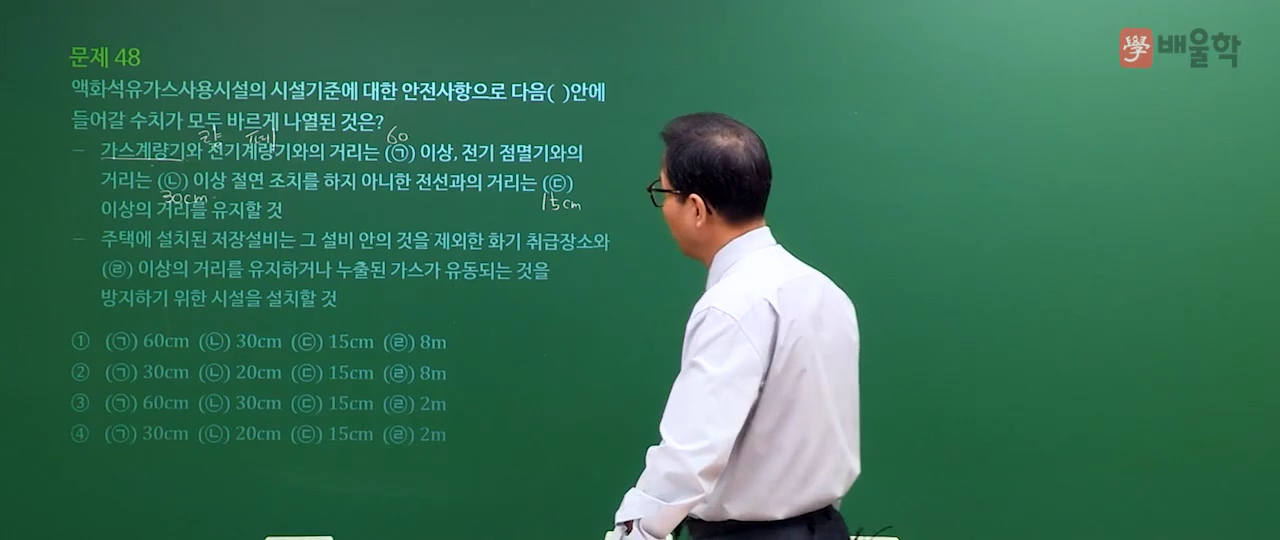 學 배울학
문제 48
액화석유가스사용시설의 시설기준에 대한 안전사항으로 다음( )안에
들어갈 수치가 모두 바르게 나열된 것은?
60
－ 가스계량기와 전기계량기와의 거리는 (㉠) 이상, 전기 점멸기와의
거리는 (㉡) 이상 절연 조치를 하지 아니한 전선과의 거리는 (㉢)
30cm 15cm
이상의 거리를 유지할 것
－ 주택에 설치된 저장설비는 그 설비 안의 것을 제외한 화기 취급장소와
(㉣) 이상의 거리를 유지하거나 누출된 가스가 유동되는 것을
방지하기 위한 시설을 설치할 것
① (㉠) 60cm (㉡) 30cm (㉢) 15cm (㉣) 8m
② (㉠) 30cm (㉡) 20cm (㉢) 15cm (㉣) 8m
③ (㉠) 60cm (㉡) 30cm (㉢) 15cm (㉣) 2m
④ (㉠) 30cm (㉡) 20cm (㉢) 15cm (㉣) 2m